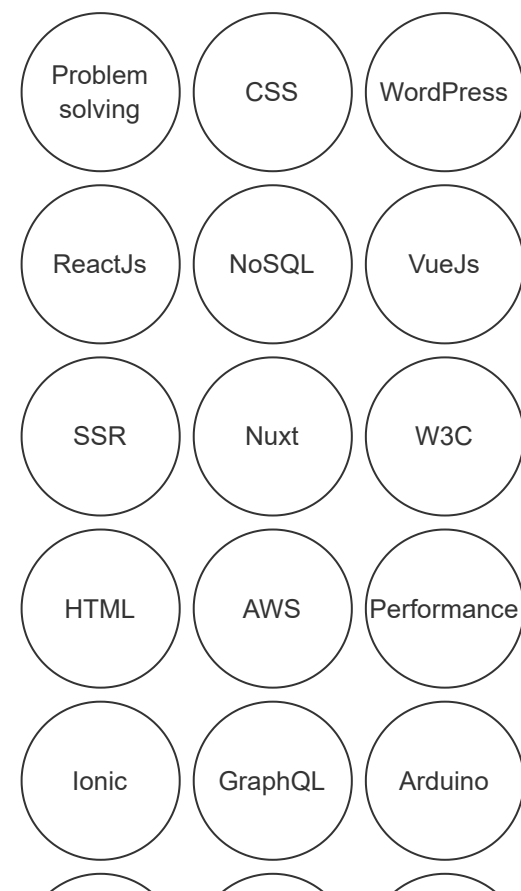 Problem
solving
CSS
WordPress
ReactJs
NoSQL
VueJs
SSR
Nuxt
W3C
HTML
AWS
Performance
Ionic
GraphQL
Arduino